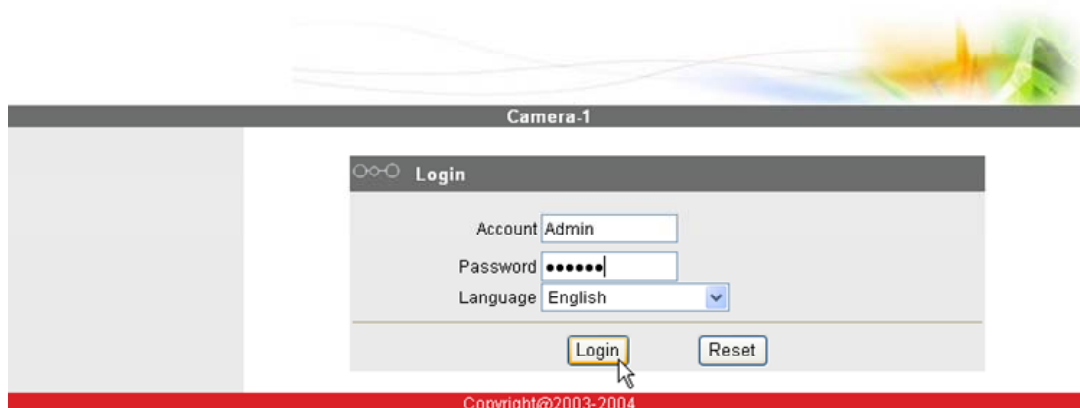 Camera-1
Login
Account Admin
Password ●●●●●●
Language English
Login Reset
Copyright@2003-2004